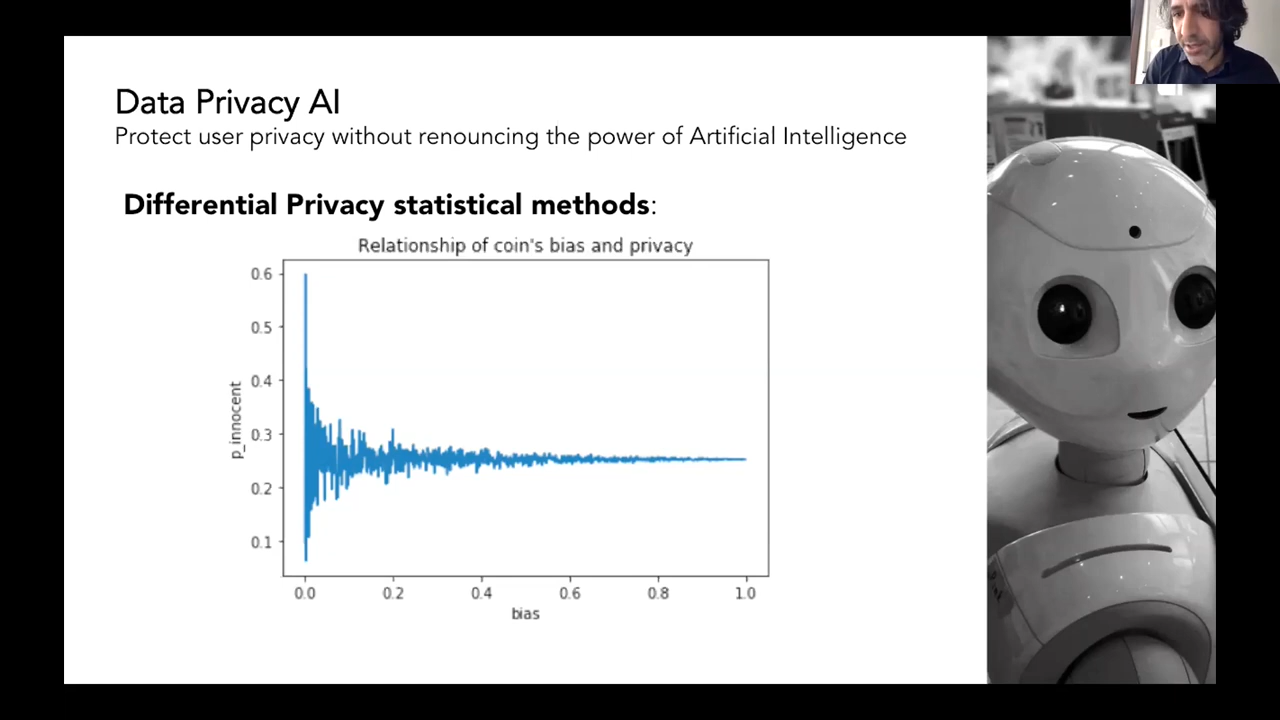 Data Privacy AI
Protect user privacy without renouncing the power of Artificial Intelligence
Differential Privacy statistical methods:
Relationship of coin's bias and privacy
0.6
0.5
0.4
0.3
0.2
0.1
p_innocent
0.0 0.2 0.4 0.6 0.8 1.0
bias